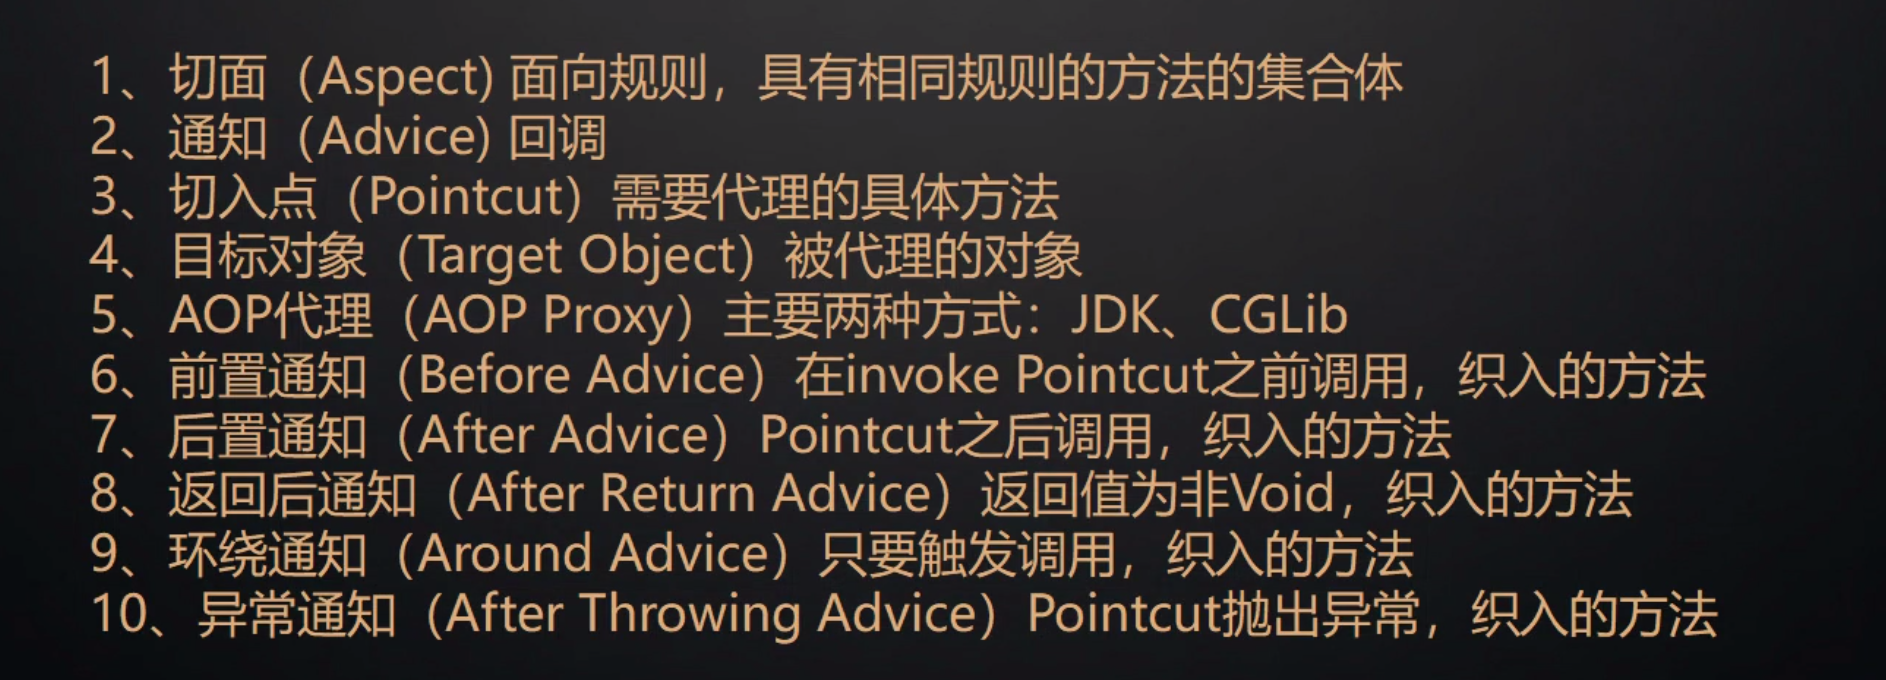 1、切面（Aspect) 面向规则，具有相同规则的方法的集合体
2、通知（Advice) 回调
3、切入点（Pointcut）需要代理的具体方法
4、目标对象（Target Object）被代理的对象
5、AOP代理（AOP Proxy）主要两种方式：JDK、CGLib
6、前置通知（Before Advice）在invoke Pointcut之前调用，织入的方法
7、后置通知（After Advice）Pointcut之后调用，织入的方法
8、返回后通知（After Return Advice）返回值为非Void，织入的方法
9、环绕通知（Around Advice）只要触发调用，织入的方法
10、异常通知（After Throwing Advice）Pointcut抛出异常，织入的方法